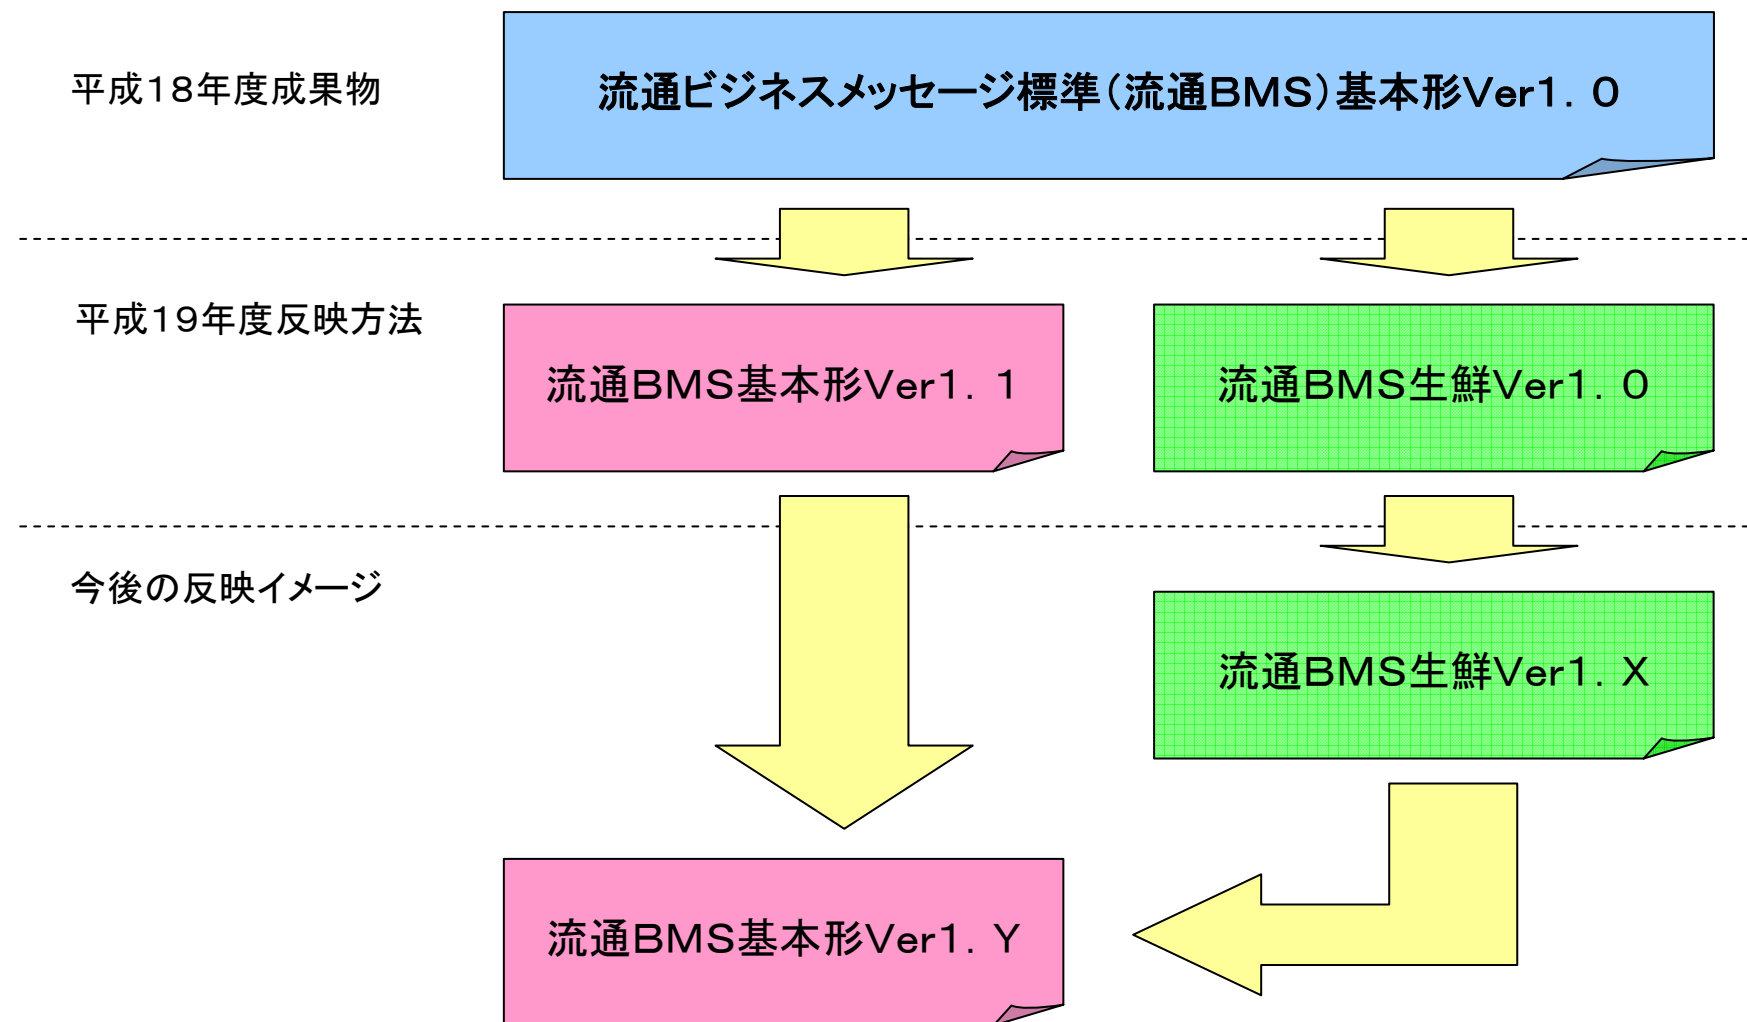 平成１８年度成果物
流通ビジネスメッセージ標準（流通ＢＭＳ）基本形Ｖｅｒ１．０
平成１９年度反映方法
流通ＢＭＳ基本形Ｖｅｒ１．１
流通ＢＭＳ生鮮Ｖｅｒ１．０
今後の反映イメージ
流通ＢＭＳ生鮮Ｖｅｒ１．Ｘ
流通ＢＭＳ基本形Ｖｅｒ１．Ｙ